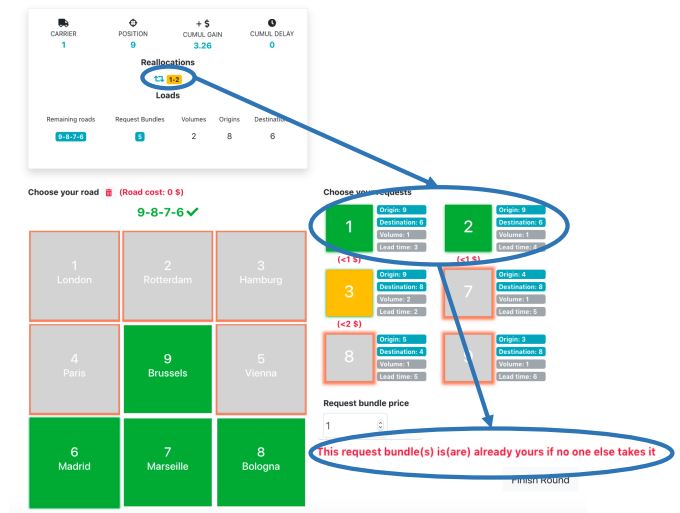 CARRIER POSITION + $ CUMUL GAIN CUMUL DELAY
1 9 3.26 0
Reallocations
1-2
Loads
Remaining roads Request Bundles Volumes Origins Destination
9-8-7-6 5 2 8 6
Choose your road (Road cost: 0 $)
9-8-7-6
1
London
2
Rotterdam
3
Hamburg
4
Paris
9
Brussels
5
Vienna
6
Madrid
7
Marseille
8
Bologna
Choose your requests
1
Origin: 9
Destination: 6
Volume: 1
Lead time: 3
(<1 $)
2
Origin: 9
Destination: 6
Volume: 1
Lead time: 4
(<1 $)
3
Origin: 9
Destination: 8
Volume: 2
Lead time: 2
(<2 $)
7
Origin: 4
Destination: 8
Volume: 1
Lead time: 5
8
Origin: 5
Destination: 4
Volume: 1
Lead time: 5
9
Origin: 3
Destination: 8
Volume: 1
Lead time: 6
Request bundle price
1
This request bundle(s) is(are) already yours if no one else takes it
Finish Round